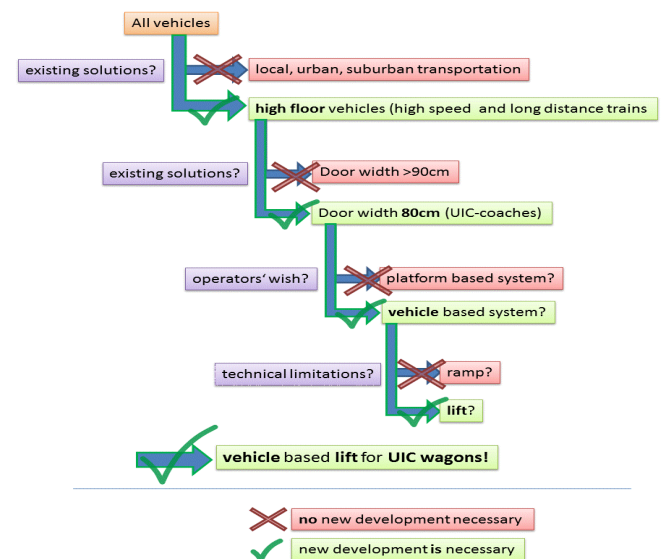 All vehicles
existing solutions?
local, urban, suburban transportation
high floor vehicles (high speed and long distance trains
existing solutions?
Door width >90cm
Door width 80cm (UIC-coaches)
operators‘ wish?
platform based system?
vehicle based system?
technical limitations?
ramp?
lift?
vehicle based lift for UIC wagons!
no new development necessary
new development is necessary